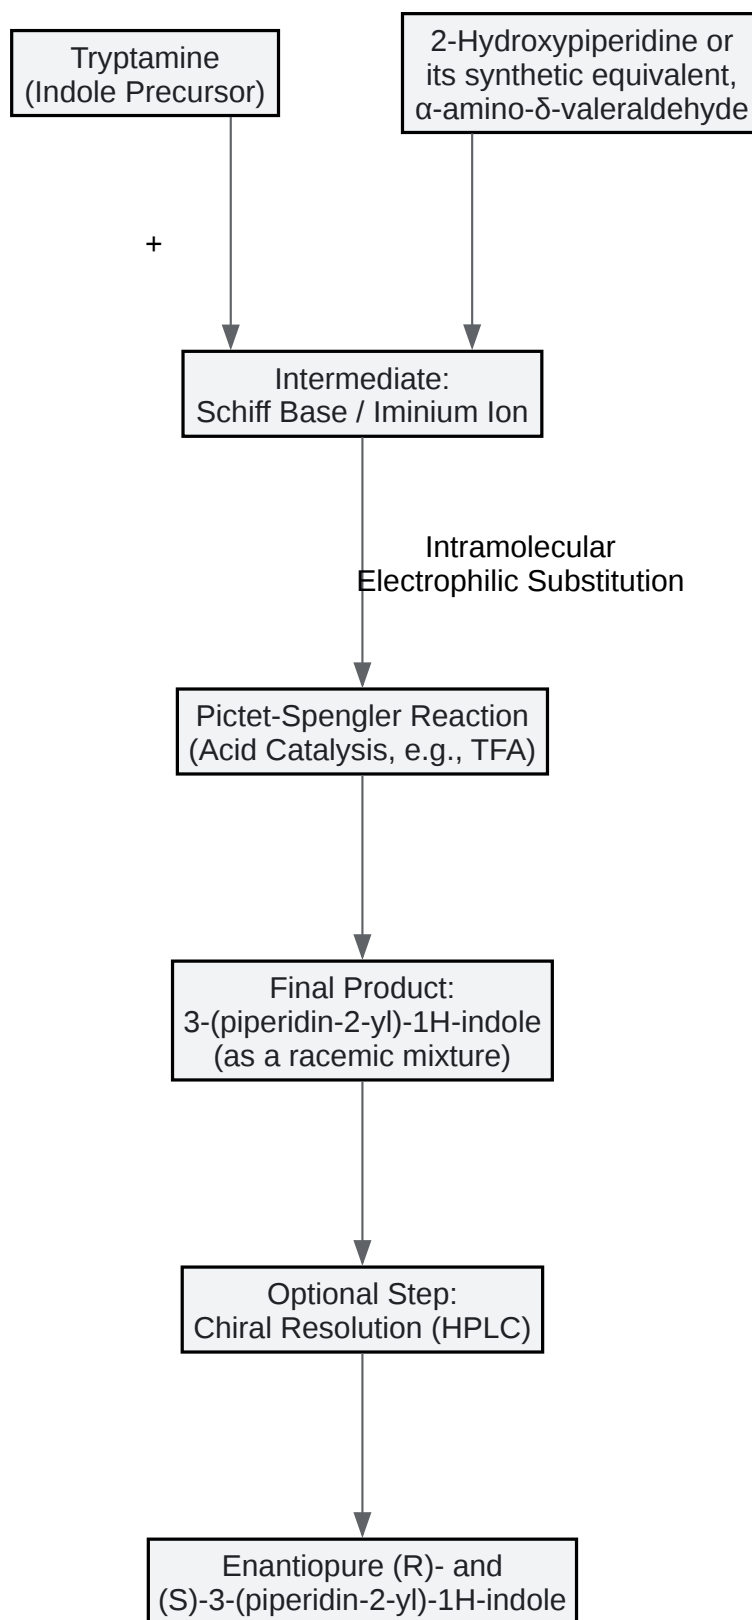 Tryptamine
(Indole Precursor)
2-Hydroxypiperidine or
its synthetic equivalent,
α-amino-δ-valeraldehyde
+
Intermediate:
Schiff Base / Iminium Ion
Intramolecular
Electrophilic Substitution
Pictet-Spengler Reaction
(Acid Catalysis, e.g., TFA)
Final Product:
3-(piperidin-2-yl)-1H-indole
(as a racemic mixture)
Optional Step:
Chiral Resolution (HPLC)
Enantiopure (R)- and
(S)-3-(piperidin-2-yl)-1H-indole